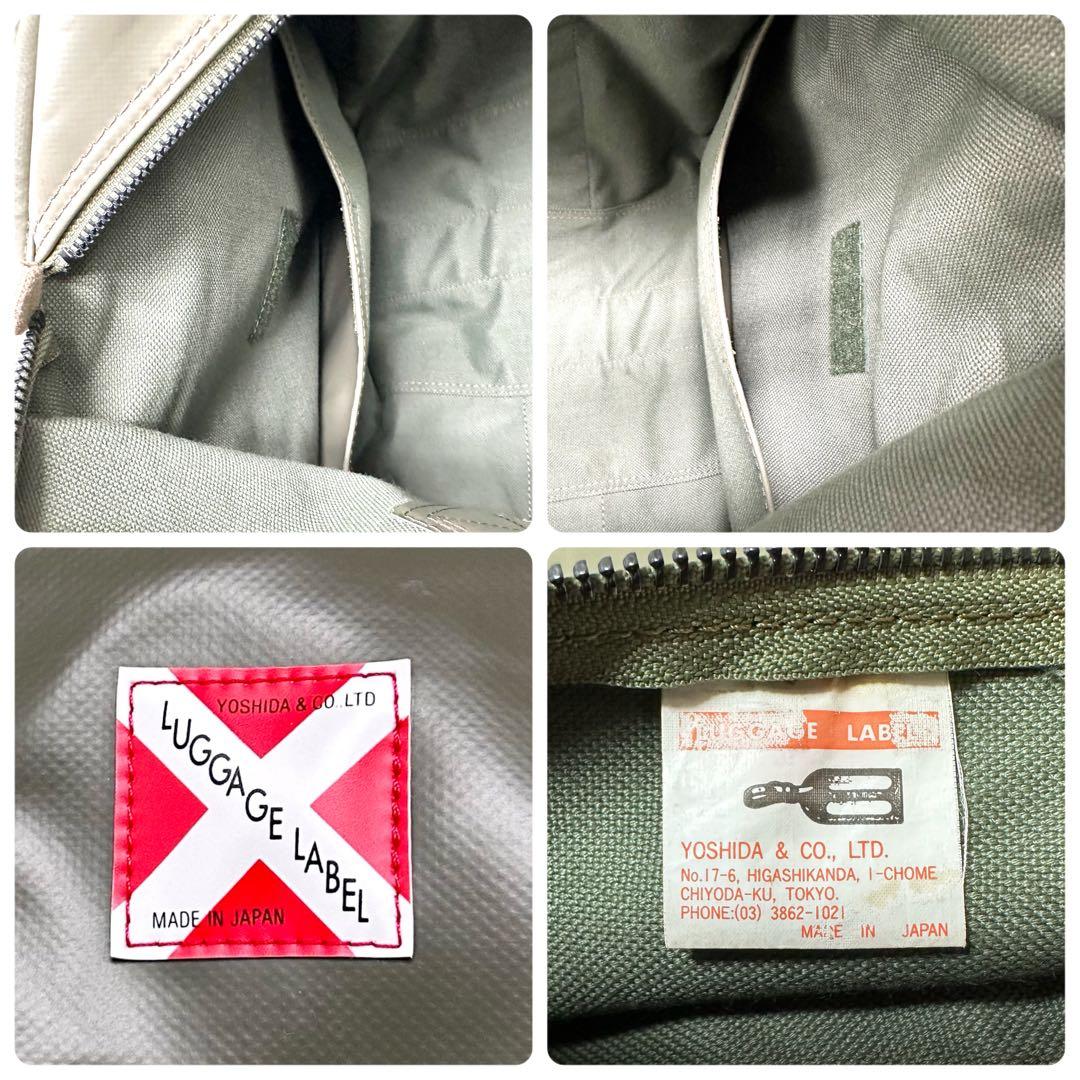 YOSHIDA & CO.,LTD
LUGGAGE LABEL
MADE IN JAPAN
LUGGAGE LABEL
YOSHIDA & CO., LTD.
No.17-6, HIGASHIKANDA, 1-CHOME
CHIYODA-KU, TOKYO.
PHONE:(03) 3862-1021
MADE IN JAPAN